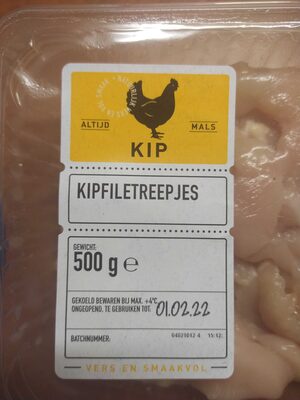 ALTIJD
MALS
KIP
KIPFILETREEPJES
GEWICHT:
500 g ℮
GEKOELD BEWAREN BIJ MAX. +4°C
ONGEOPEND, TE GEBRUIKEN TOT: 01.02.22
BATCHNUMMER:
VERS EN SMAAKVOL